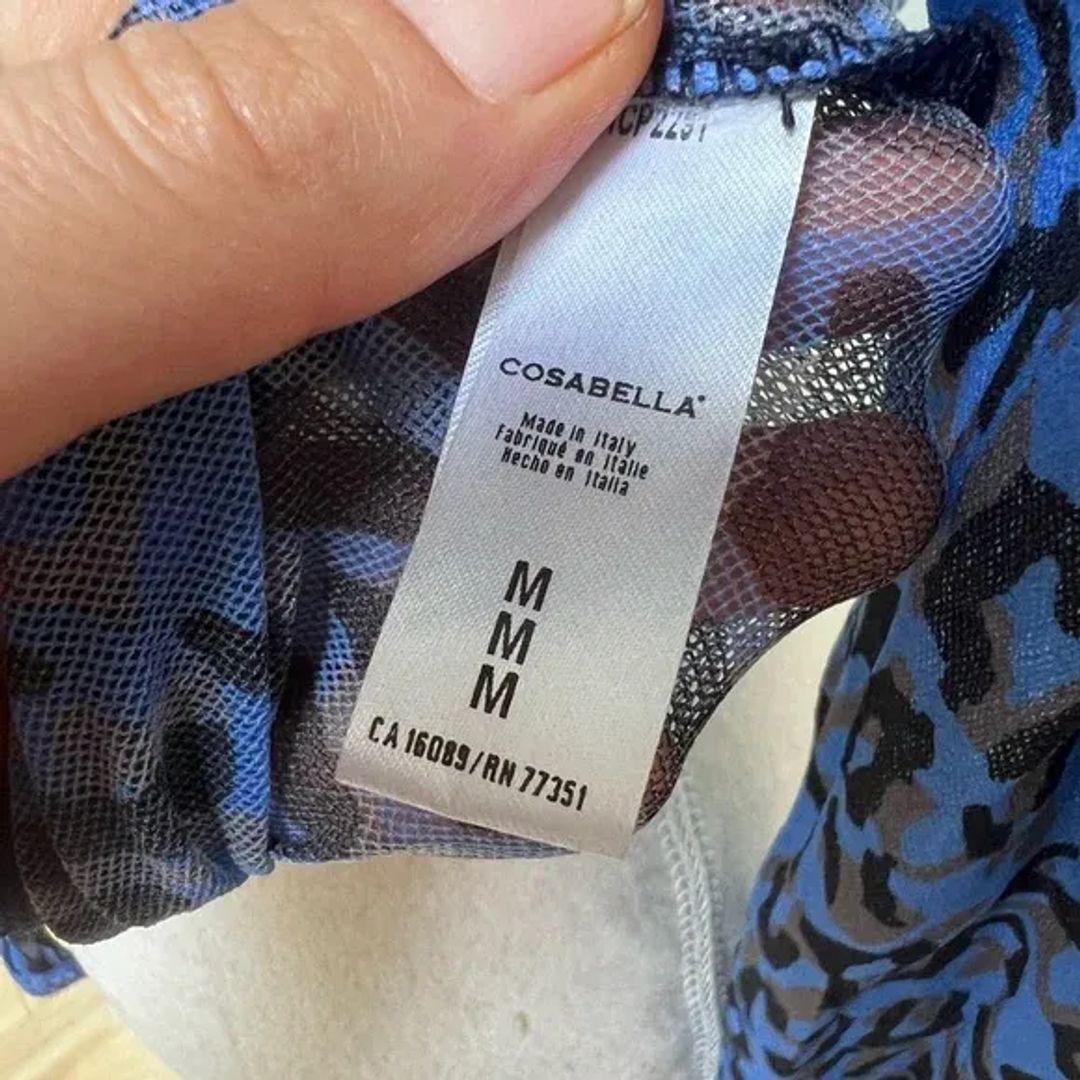 COSABELLA
Made in Italy
Fabriqué en Italie
Hecho en Italia
M
M
M
CA 16089/RN 77351